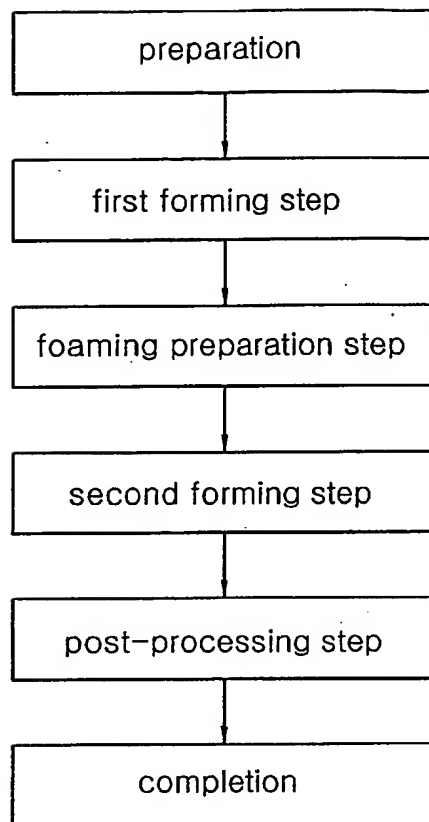 preparation
first forming step
foaming preparation step
second forming step
post-processing step
completion